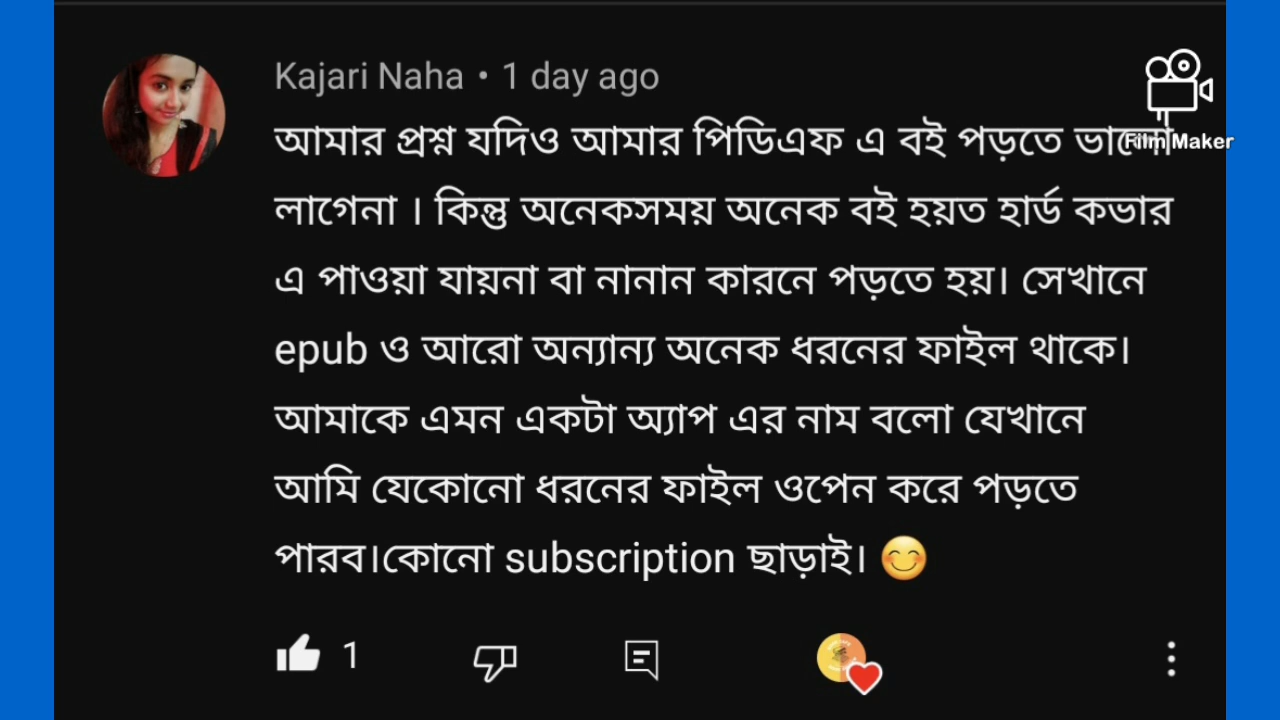 Kajari Naha • 1 day ago
আমার প্রশ্ন যদিও আমার পিডিএফ এ বই পড়তে ভালো
লাগেনা । কিন্তু অনেকসময় অনেক বই হয়ত হার্ড কভার
এ পাওয়া যায়না বা নানান কারনে পড়তে হয়। সেখানে
epub ও আরো অন্যান্য অনেক ধরনের ফাইল থাকে।
আমাকে এমন একটা অ্যাপ এর নাম বলো যেখানে
আমি যেকোনো ধরনের ফাইল ওপেন করে পড়তে
পারব।কোনো subscription ছাড়াই। 😊
1
Film Maker